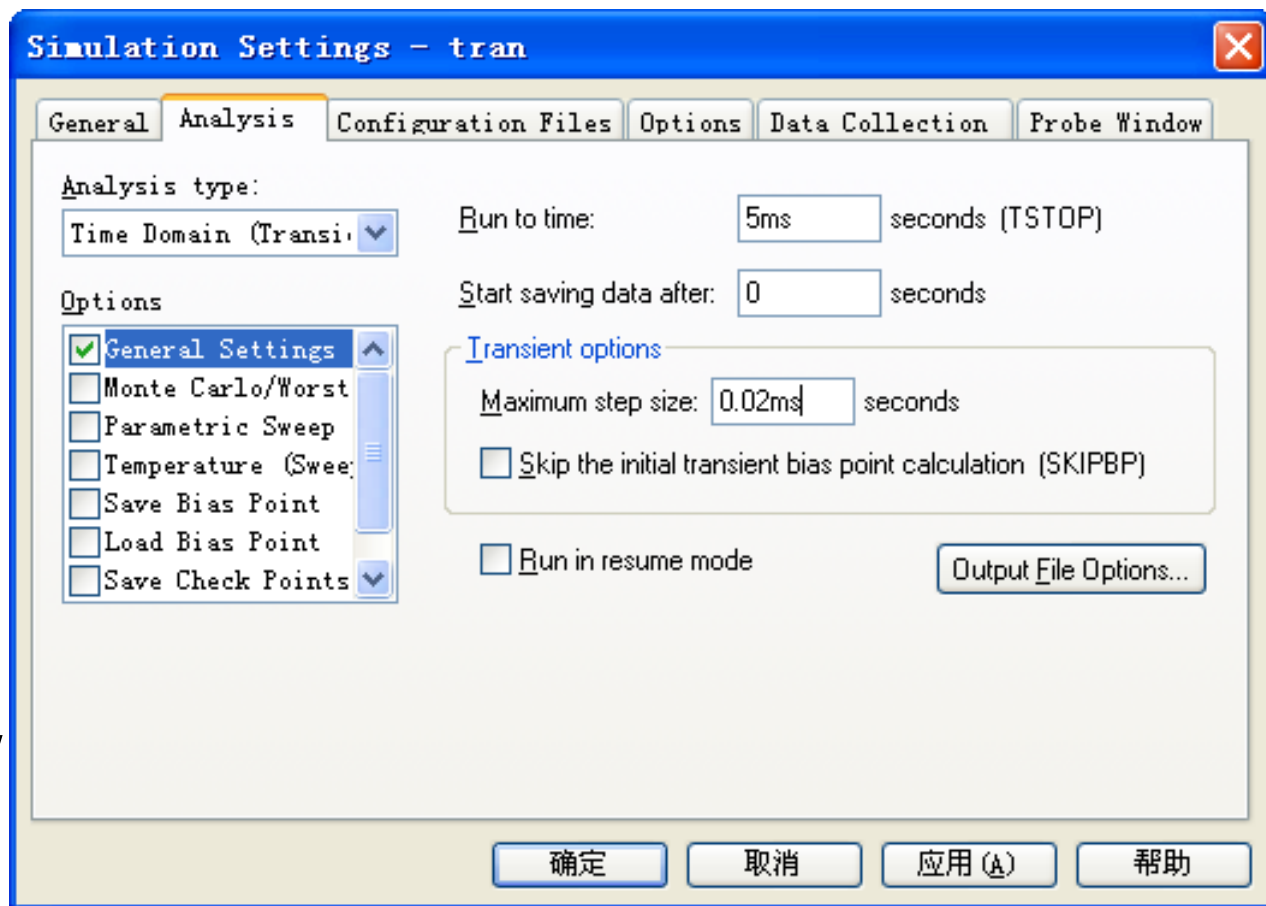 Simulation Settings - tran
General Analysis Configuration Files Options Data Collection Probe Window
Analysis type:
Time Domain (Transi
Options
General Settings
Monte Carlo/Worst
Parametric Sweep
Temperature (Sweep
Save Bias Point
Load Bias Point
Save Check Points
Run to time: 5ms seconds (TSTOP)
Start saving data after: 0 seconds
Transient options
Maximum step size: 0.02ms seconds
Skip the initial transient bias point calculation (SKIPBP)
Run in resume mode
Output File Options...
确定 取消 应用(A) 帮助